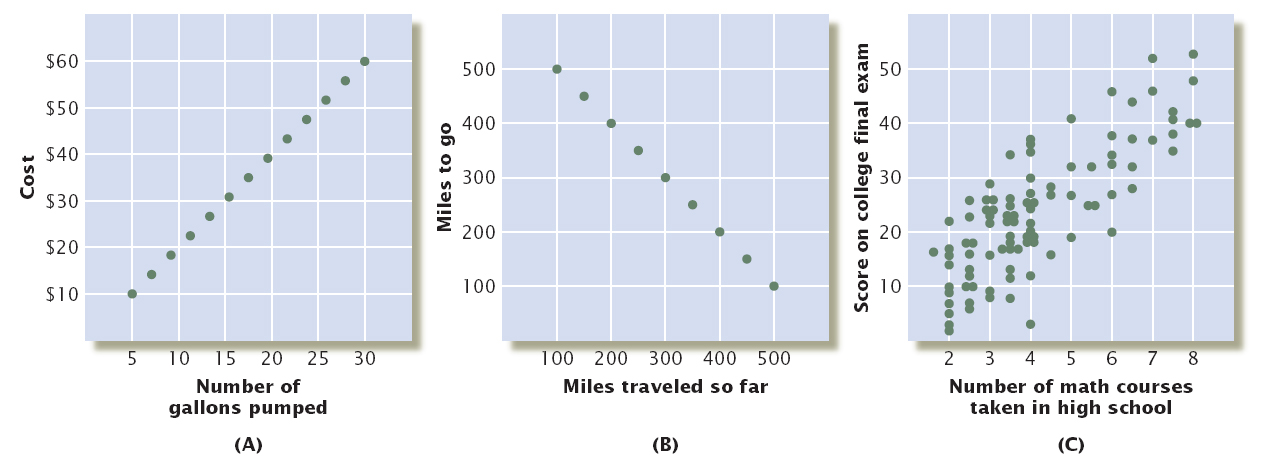 Cost
$60
$50
$40
$30
$20
$10
5 10 15 20 25 30
Number of
gallons pumped
(A)
Miles to go
500
400
300
200
100
100 200 300 400 500
Miles traveled so far
(B)
Score on college final exam
50
40
30
20
10
2 3 4 5 6 7 8
Number of math courses
taken in high school
(C)